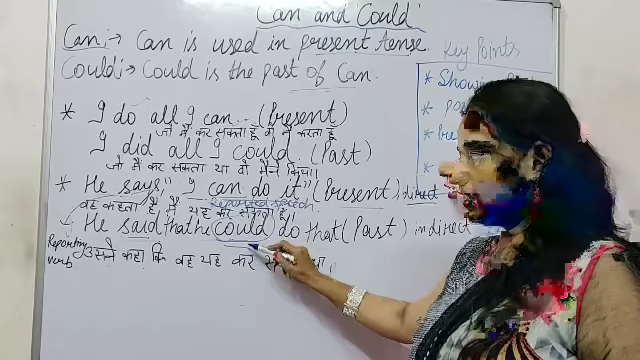 Can and Could
Can :→ Can is used in present tense.
Could :→ Could is the past of Can.
Key Points
* I do all I can... (Present)
जो मैं कर सकता हूँ वो मैं करता हूँ
I did all I could (Past)
जो मैं कर सकता था वो मैंने किया।।
* He says," I can do it" (Present) direct
Reported speech
वह कहता है मैं यह कर सकता हूँ।।
He said that he could do that (Past) indirect
Reporting verb
उसने कहा कि वह यह कर था।।
* Showing
*
*
*